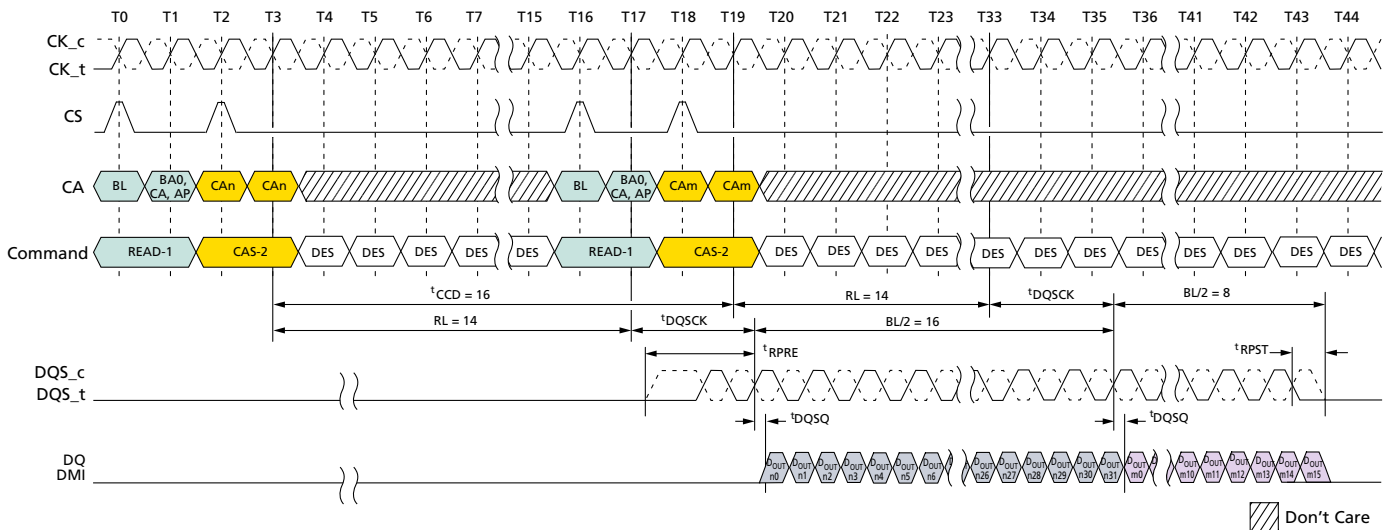 T0 T1 T2 T3 T4 T5 T6 T7 T15 T16 T17 T18 T19 T20 T21 T22 T23 T33 T34 T35 T36 T41 T42 T43 T44
CK_c
CK_t
CS
CA BL BA0, CA, AP CAn CAn BL BA0, CA, AP CAm CAm
Command READ-1 CAS-2 DES DES DES DES DES READ-1 CAS-2 DES DES DES DES DES DES DES DES DES DES DES DES
tCCD = 16 RL = 14 tDQSCK BL/2 = 8
RL = 14 tDQSCK BL/2 = 16
tRPRE tRPST
DQS_c
DQS_t
tDQSQ tDQSQ
DQ
DMI
DOUT n0 DOUT n1 DOUT n2 DOUT n3 DOUT n4 DOUT n5 DOUT n6 DOUT n26 DOUT n27 DOUT n28 DOUT n29 DOUT n30 DOUT n31 DOUT m0 D DOUT m10 DOUT m11 DOUT m12 DOUT m13 DOUT m14 DOUT m15
Don't Care